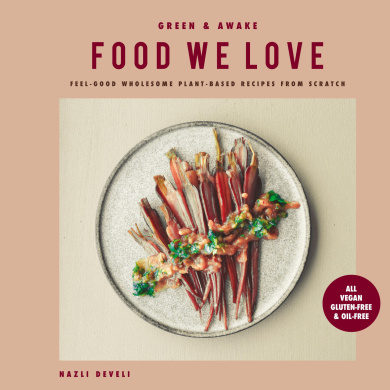 GREEN & AWAKE
FOOD WE LOVE
FEEL-GOOD WHOLESOME PLANT-BASED RECIPES FROM SCRATCH
ALL
VEGAN
GLUTEN-FREE
& OIL-FREE
NAZLI DEVELI